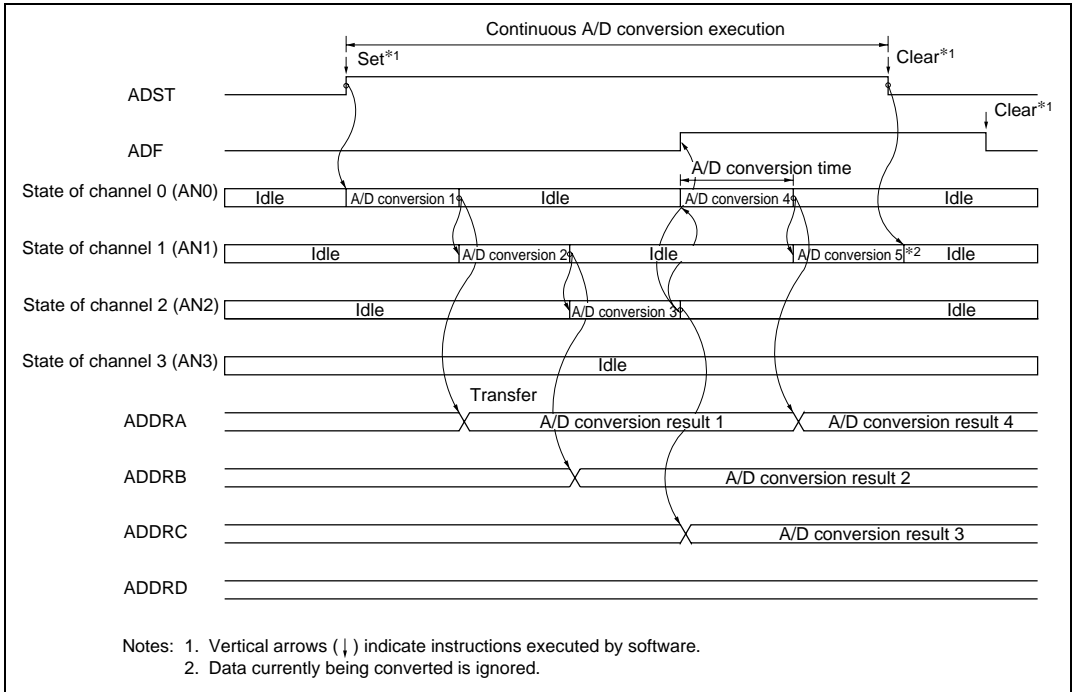 Continuous A/D conversion execution
Set*1
Clear*1
ADST
Clear*1
ADF
A/D conversion time
State of channel 0 (AN0) Idle A/D conversion 1 Idle A/D conversion 4 Idle
State of channel 1 (AN1) Idle A/D conversion 2 Idle A/D conversion 5 *2 Idle
State of channel 2 (AN2) Idle A/D conversion 3 Idle
State of channel 3 (AN3) Idle
Transfer
ADDRA A/D conversion result 1 A/D conversion result 4
ADDRB A/D conversion result 2
ADDRC A/D conversion result 3
ADDRD
Notes: 1. Vertical arrows (↓) indicate instructions executed by software.
2. Data currently being converted is ignored.